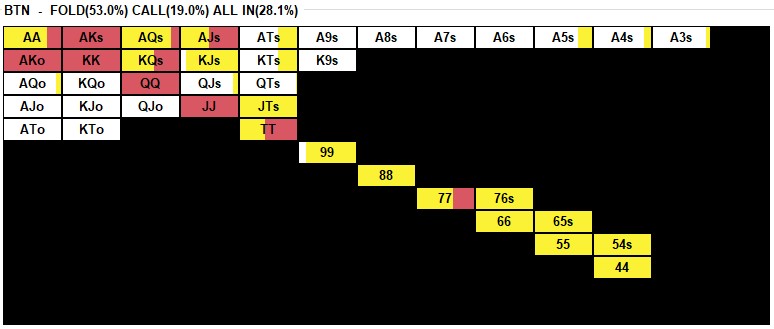 BTN - FOLD(53.0%) CALL(19.0%) ALL IN(28.1%)
AA AKs AQs AJs ATs A9s A8s A7s A6s A5s A4s A3s
AKo KK KQs KJs KTs K9s
AQo KQo QQ QJs QTs
AJo KJo QJo JJ JTs
ATo KTo TT
99
88
77 76s
66 65s
55 54s
44